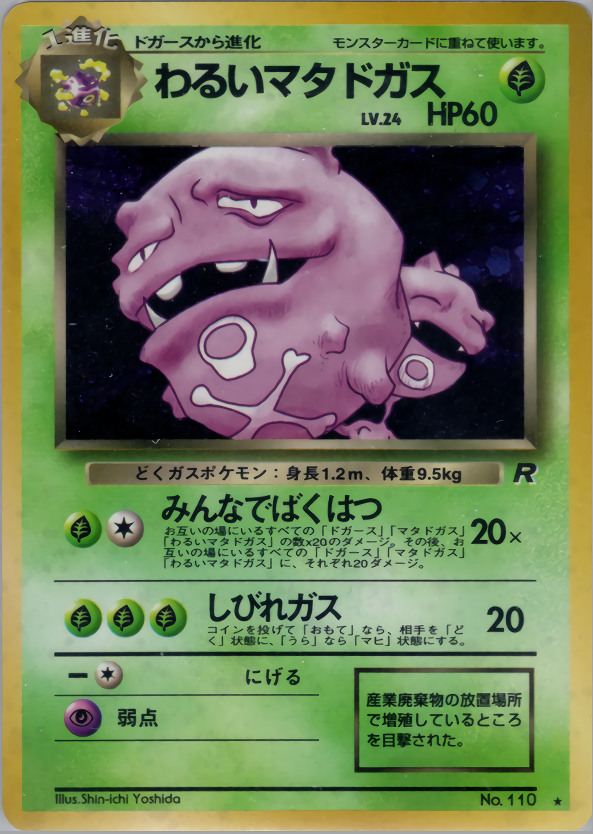 1進化
ドガースから進化
モンスターカードに重ねて使います。
わるいマタドガス
LV.24 HP60
どくガスポケモン：身長1.2m、体重9.5kg
R
みんなでばくはつ
お互いの場にいるすべての「ドガース」「マタドガス」
「わるいマタドガス」の数x20のダメージ。その後、お
互いの場にいるすべての「ドガース」「マタドガス」
「わるいマタドガス」に、それぞれ20ダメージ。
20×
しびれガス
コインを投げて「おもて」なら、相手を「ど
く」状態に、「うら」なら「マヒ」状態にする。
20
にげる
弱点
産業廃棄物の放置場所
で増殖しているところ
を目撃された。
Illus.Shin-ichi Yoshida
No. 110 ★